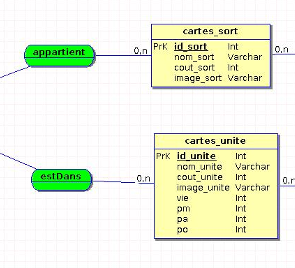 cartes_sort
appartient
0,n
PrK id_sort Int
0,n
nom_sort Varchar
cout_sort Int
image_sort Varchar
cartes_unite
PrK id_unite Int
nom_unite Varchar
estDans
0,n
cout_unite Int
0,n
image_unite Varchar
vie Int
pm Int
pa Int
po Int